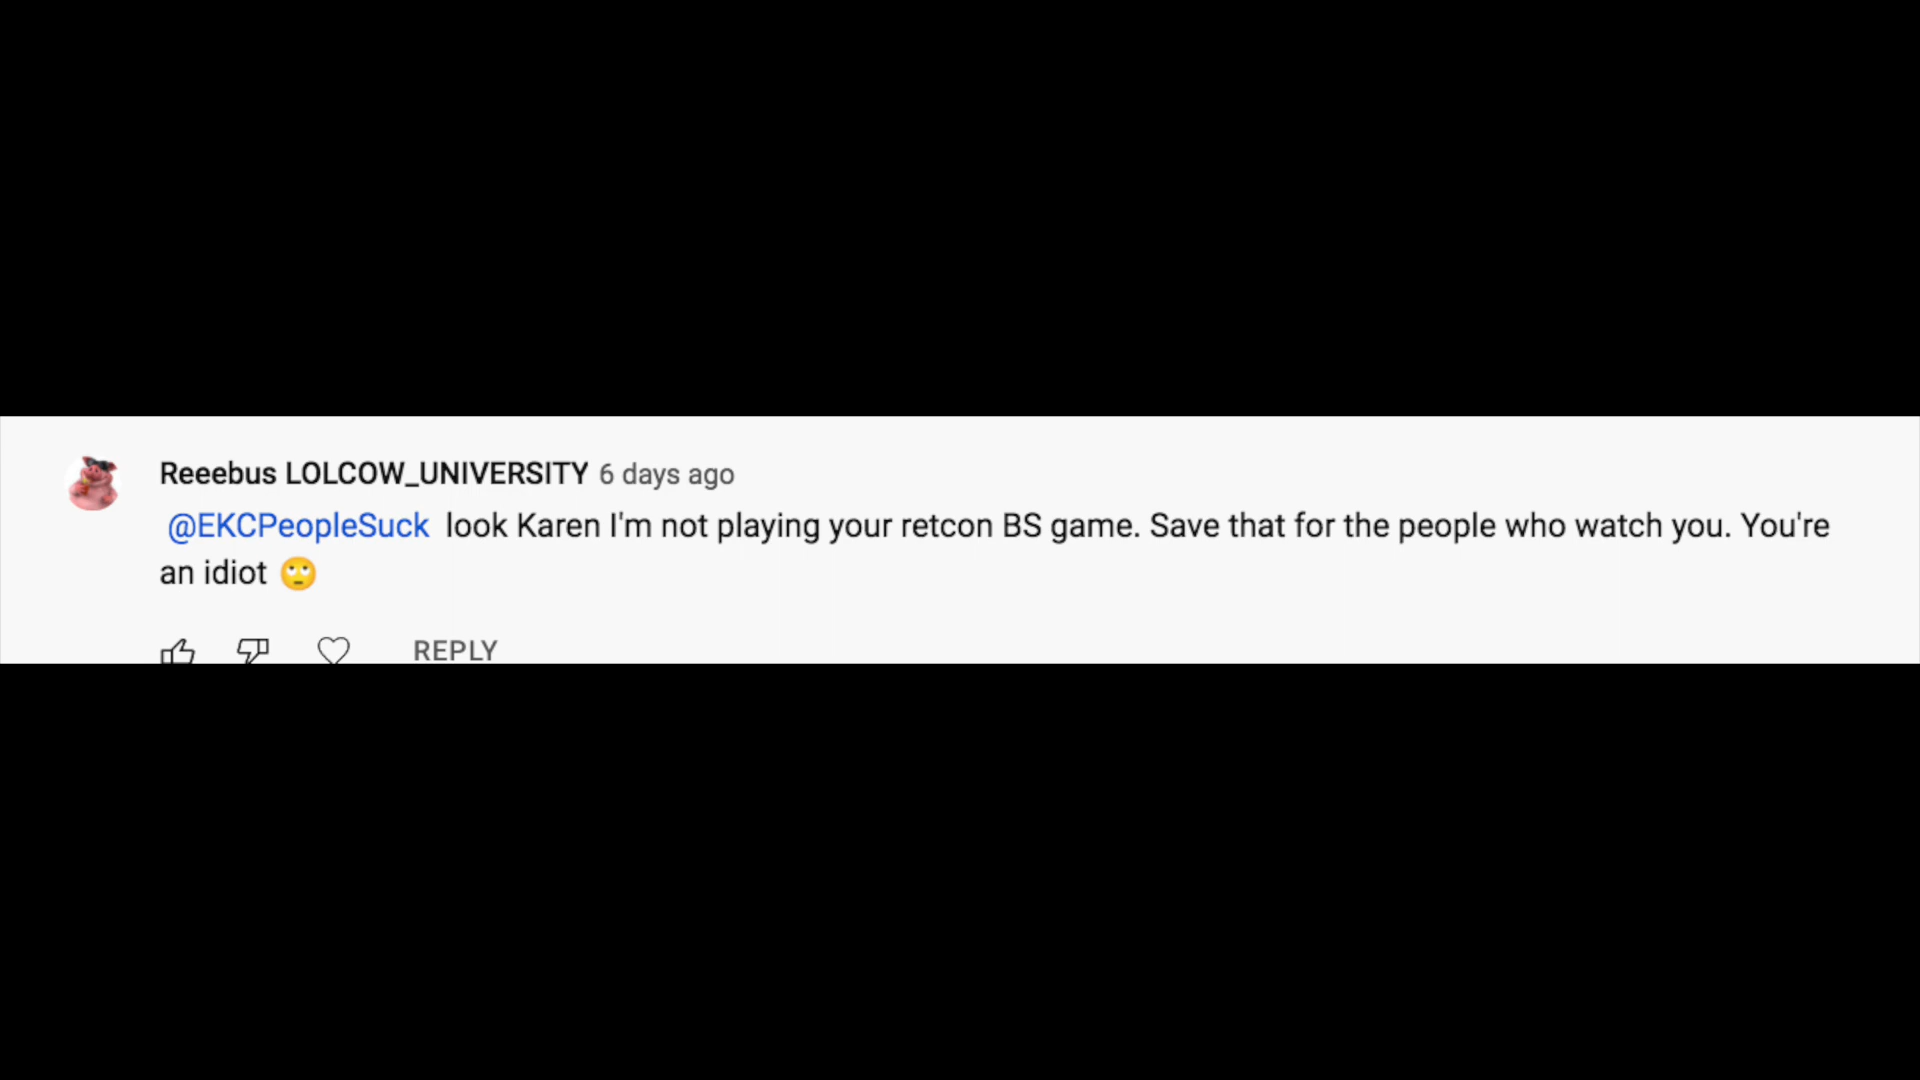 Reeebus LOLCOW_UNIVERSITY 6 days ago
@EKCPeopleSuck look Karen I'm not playing your retcon BS game. Save that for the people who watch you. You're
an idiot 🙄
REPLY